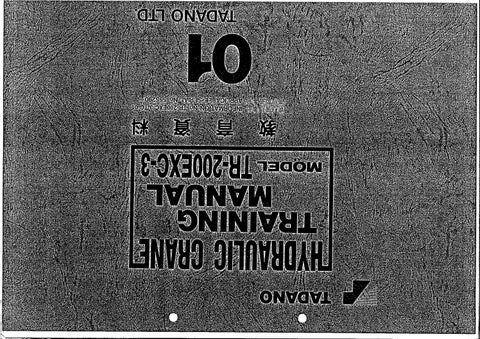 TADANO
HYDRAULIC CRANE
TRAINING
MANUAL
MODEL TR-200EXC-3
教育資料
01
TADANO LTD